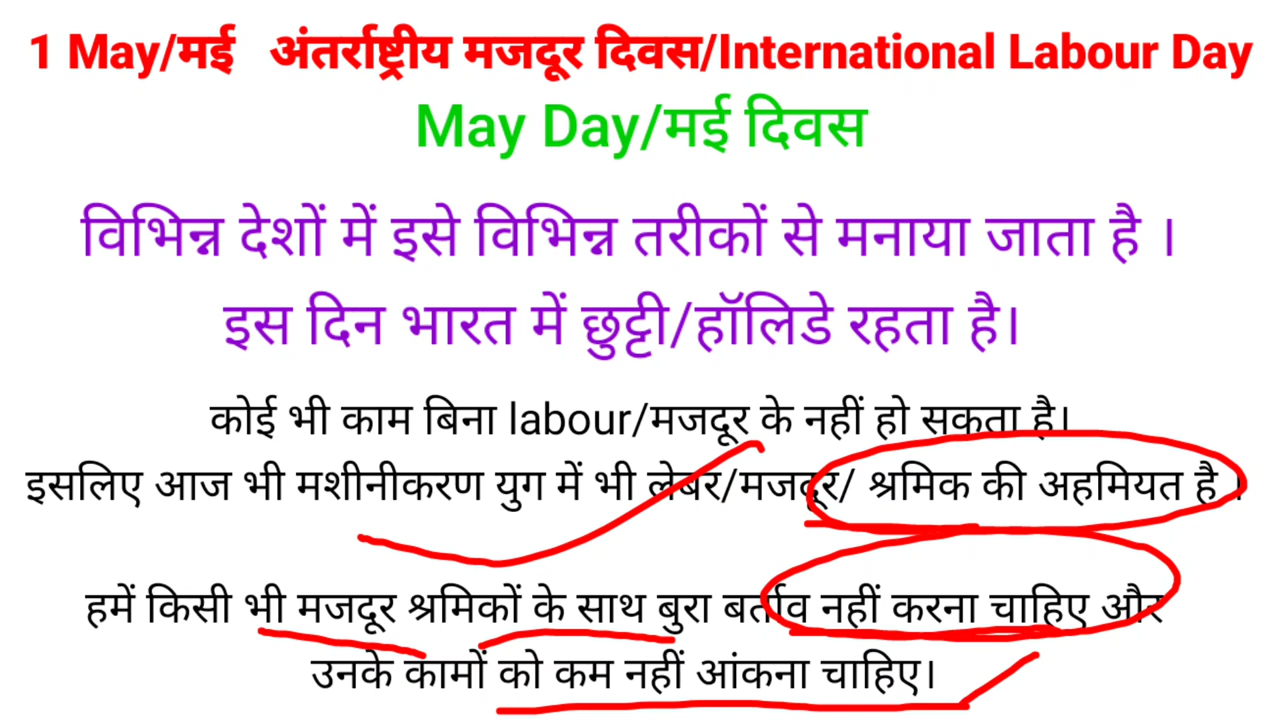 1 May/मई अंतर्राष्ट्रीय मजदूर दिवस/International Labour Day
May Day/मई दिवस
विभिन्न देशों में इसे विभिन्न तरीकों से मनाया जाता है ।
इस दिन भारत में छुट्टी/हॉलिडे रहता है।
कोई भी काम बिना labour/मजदूर के नहीं हो सकता है।
इसलिए आज भी मशीनीकरण युग में भी लेबर/मजदूर/ श्रमिक की अहमियत है ।
हमें किसी भी मजदूर श्रमिकों के साथ बुरा बर्ताव नहीं करना चाहिए और
उनके कामों को कम नहीं आंकना चाहिए।